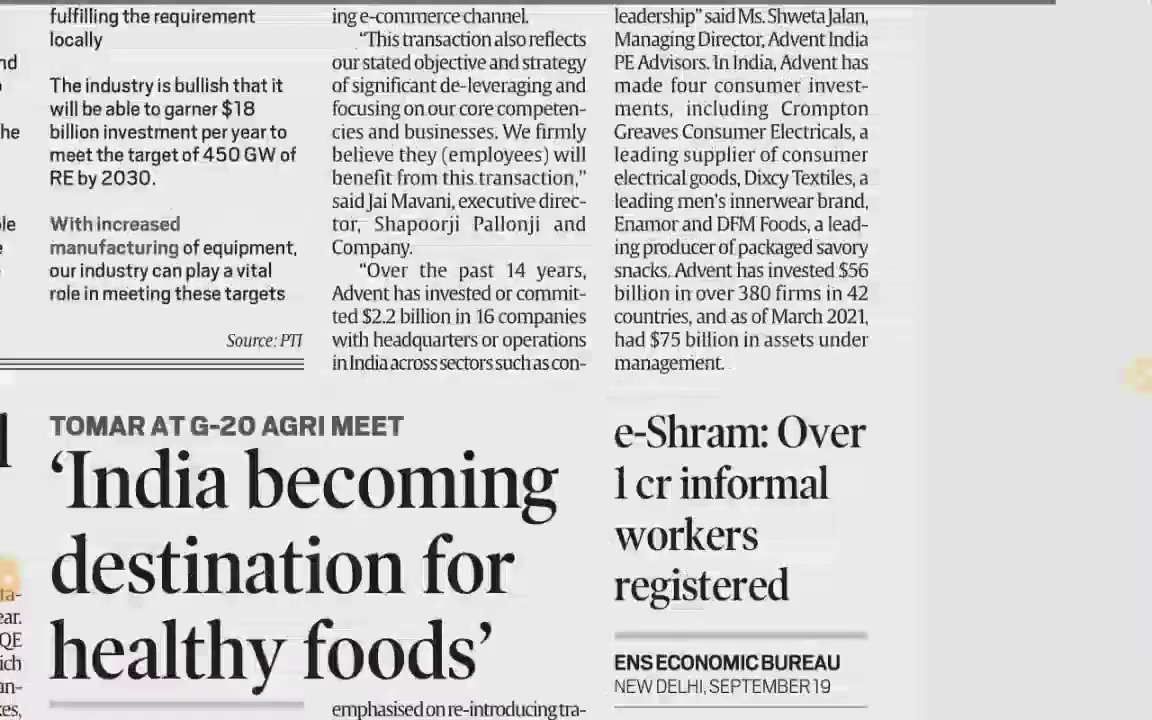 fulfilling the requirement
locally
The industry is bullish that it
will be able to garner $18
billion investment per year to
meet the target of 450 GW of
RE by 2030.
With increased
manufacturing of equipment,
our industry can play a vital
role in meeting these targets
Source: PTI
ing e-commerce channel.
“This transaction also reflects
our stated objective and strategy
of significant de-leveraging and
focusing on our core competen-
cies and businesses. We firmly
believe they (employees) will
benefit from this transaction,”
said Jai Mavani, executive direc-
tor, Shapoorji Pallonji and
Company.
“Over the past 14 years,
Advent has invested or commit-
ted $2.2 billion in 16 companies
with headquarters or operations
in India across sectors such as con-
leadership” said Ms. Shweta Jalan,
Managing Director, Advent India
PE Advisors. In India, Advent has
made four consumer invest-
ments, including Crompton
Greaves Consumer Electricals, a
leading supplier of consumer
electrical goods, Dixcy Textiles, a
leading men's innerwear brand,
Enamor and DFM Foods, a lead-
ing producer of packaged savory
snacks. Advent has invested $56
billion in over 380 firms in 42
countries, and as of March 2021,
had $75 billion in assets under
management.
TOMAR AT G-20 AGRI MEET
‘India becoming
destination for
healthy foods’
emphasised on re-introducing tra-
e-Shram: Over
1 cr informal
workers
registered
ENS ECONOMIC BUREAU
NEW DELHI, SEPTEMBER 19